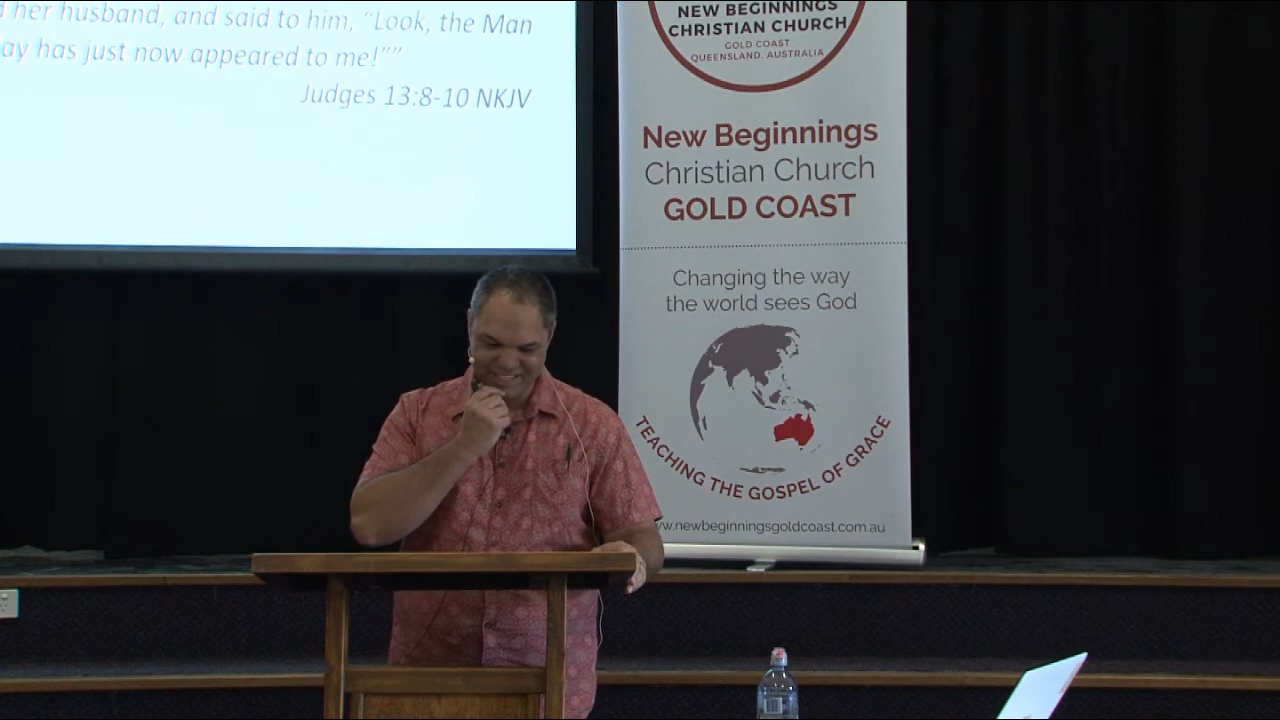 her husband, and said to him, “Look, the Man
ay has just now appeared to me!””
Judges 13:8-10 NKJV
NEW BEGINNINGS
CHRISTIAN CHURCH
GOLD COAST
QUEENSLAND, AUSTRALIA
New Beginnings
Christian Church
GOLD COAST
Changing the way
the world sees God
TEACHING THE GOSPEL OF GRACE
w.newbeginningsgoldcoast.com.au